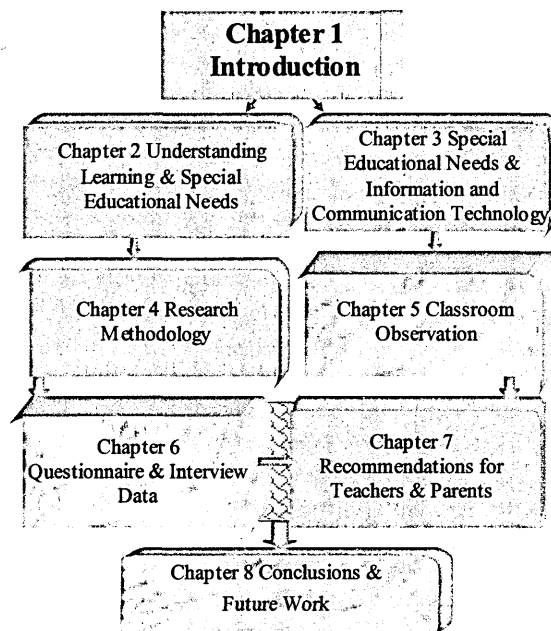 Chapter 1
Introduction
Chapter 2 Understanding
Learning & Special
Educational Needs
Chapter 3 Special
Educational Needs &
Information and
Communication Technology
Chapter 4 Research
Methodology
Chapter 5 Classroom
Observation
Chapter 6
Questionnaire & Interview
Data
Chapter 7
Recommendations for
Teachers & Parents
Chapter 8 Conclusions &
Future Work